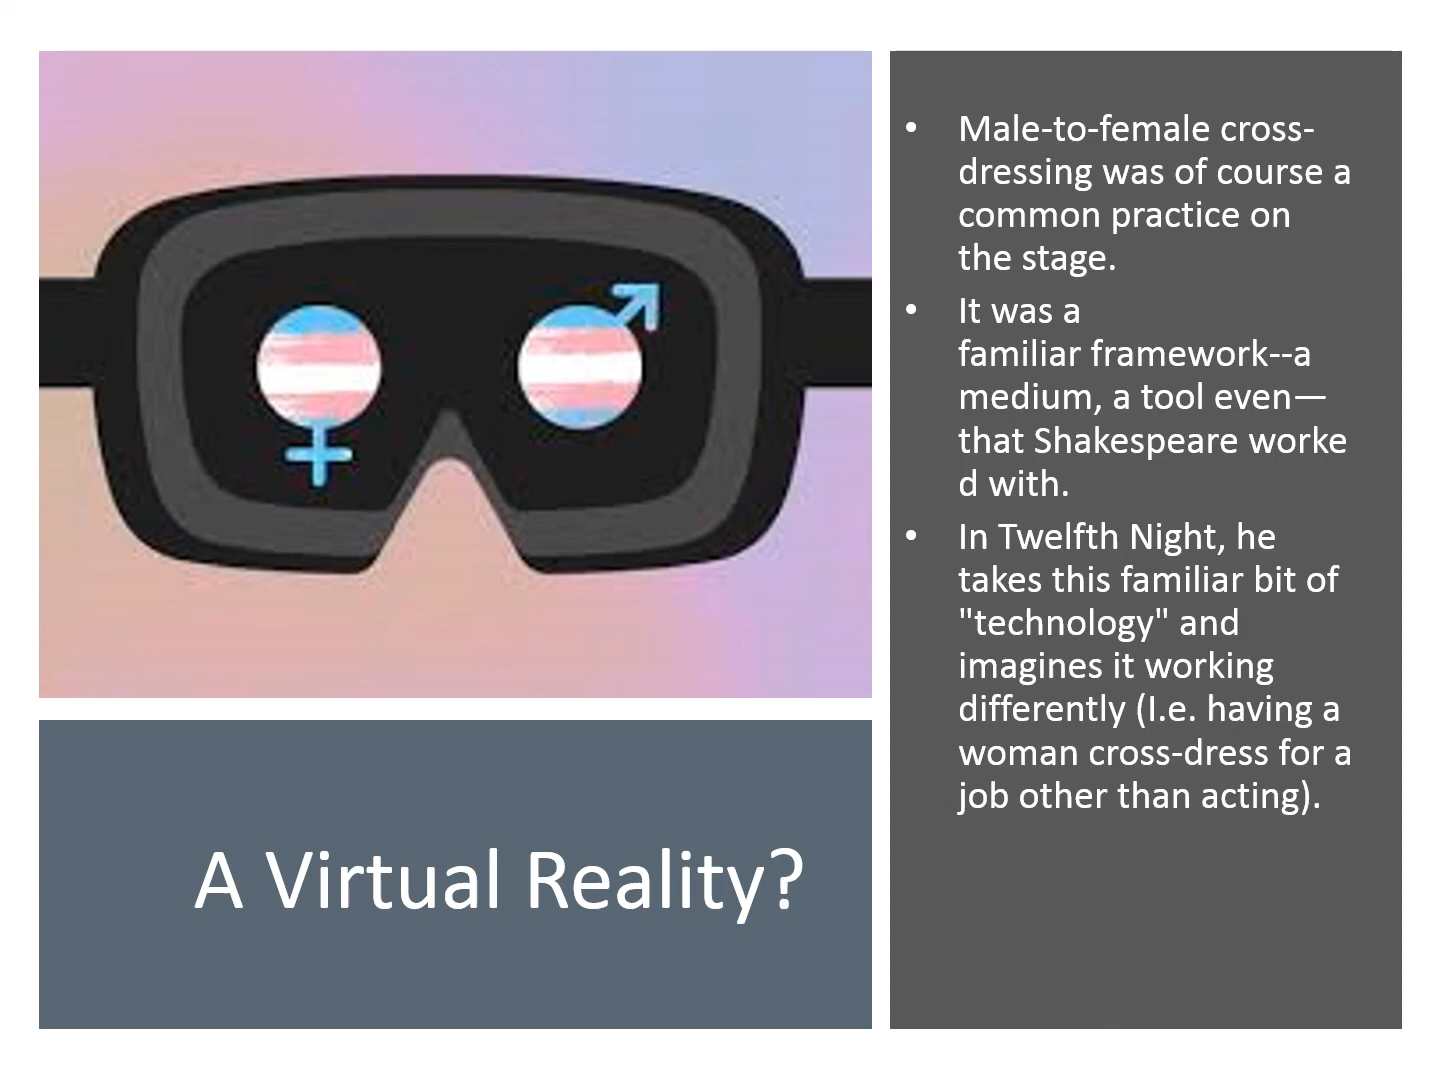 Male-to-female cross-
dressing was of course a
common practice on
the stage.
It was a
familiar framework--a
medium, a tool even—
that Shakespeare worke
d with.
In Twelfth Night, he
takes this familiar bit of
"technology" and
imagines it working
differently (I.e. having a
woman cross-dress for a
job other than acting).
A Virtual Reality?